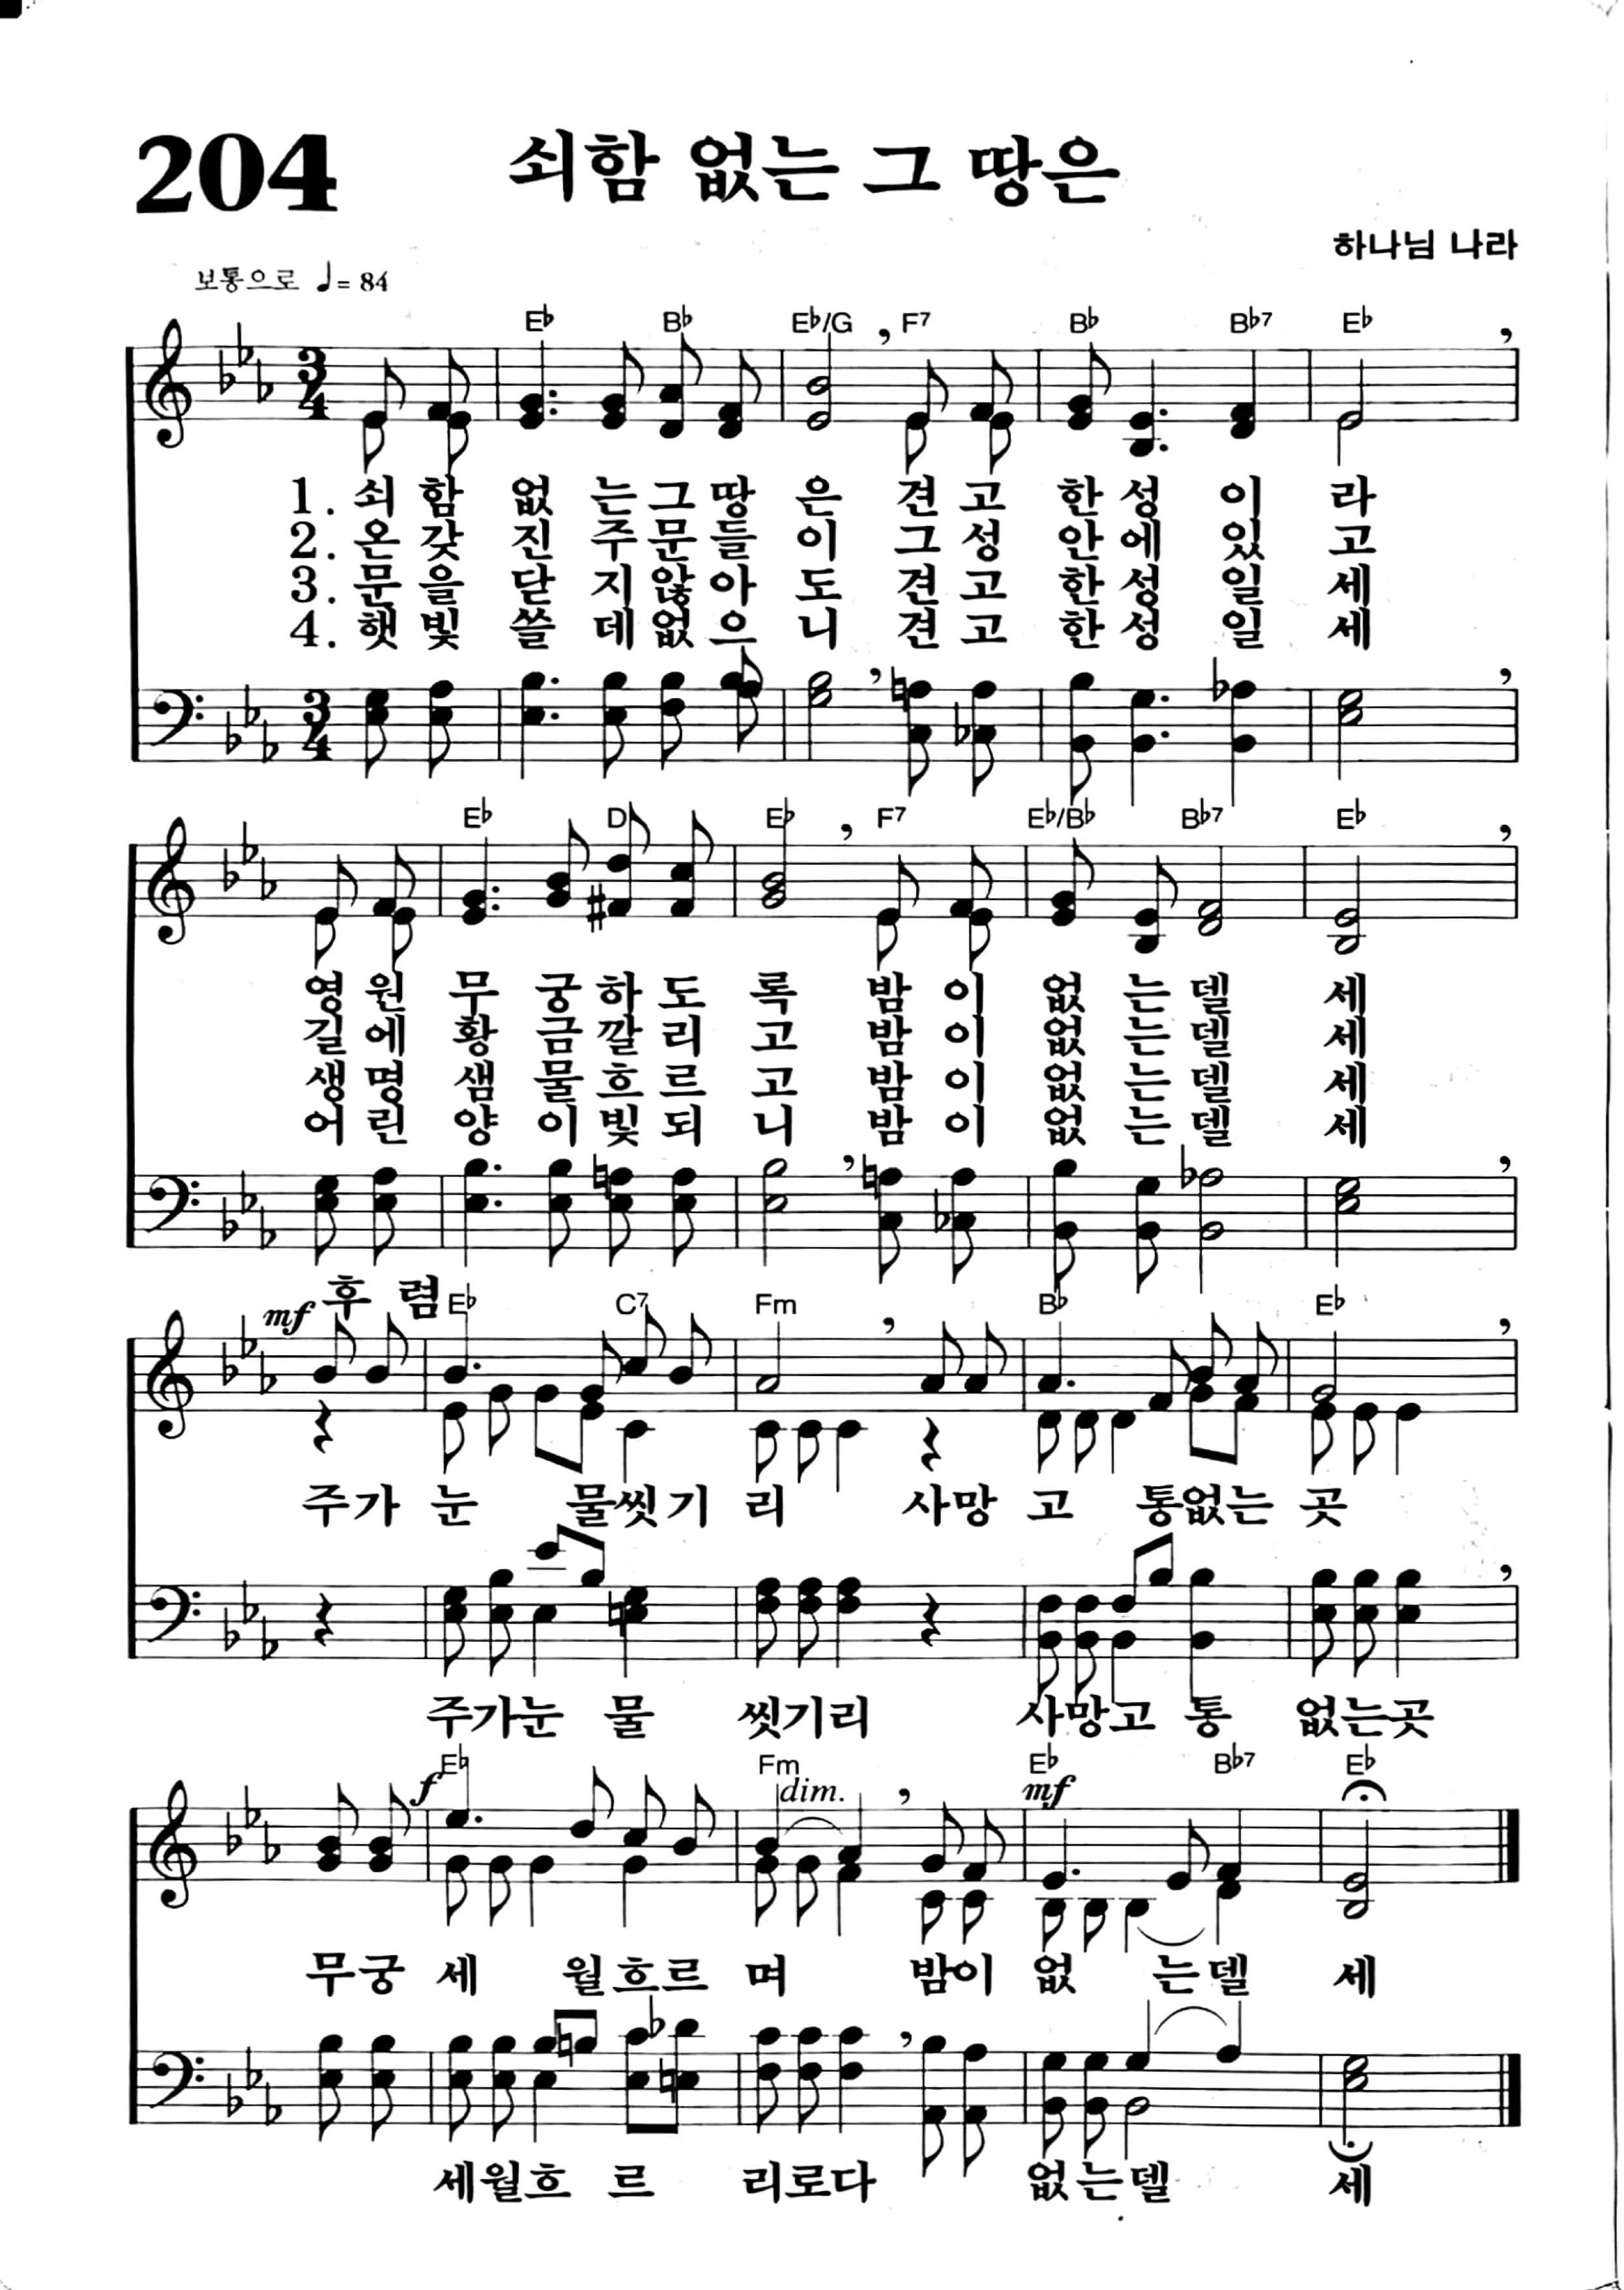 204 쇠함 없는 그 땅은
하나님 나라
보통으로 ♩= 84
E♭ B♭ E♭/G F7 B♭ B♭7 E♭
1. 쇠 함 없 는 그 땅 은 견 고 한 성 이 라
2. 온 갖 진 주 문 들 이 그 성 안 에 있 고
3. 문 을 닫 지 않 아 도 견 고 한 성 일 세
4. 햇 빛 쓸 데 없 으 니 견 고 한 성 일 세
E♭ D E♭ F7 E♭/B♭ B♭7 E♭
영 원 무 궁 하 도 록 밤 이 없 는 델 세
길 에 황 금 깔 리 고 밤 이 없 는 델 세
생 명 샘 물 흐 르 고 밤 이 없 는 델 세
어 린 양 이 빛 되 니 밤 이 없 는 델 세
후 렴
mf E♭ C7 Fm B♭ E♭
주가 눈 물씻기 리 사망 고 통없는 곳
주가눈 물 씻기리 사망고 통 없는곳
E♭ Fm E♭ B♭7 E♭
f dim. mf
무궁 세 월흐르 며 밤이 없 는델 세
세월흐 르 리로다 없는델 세